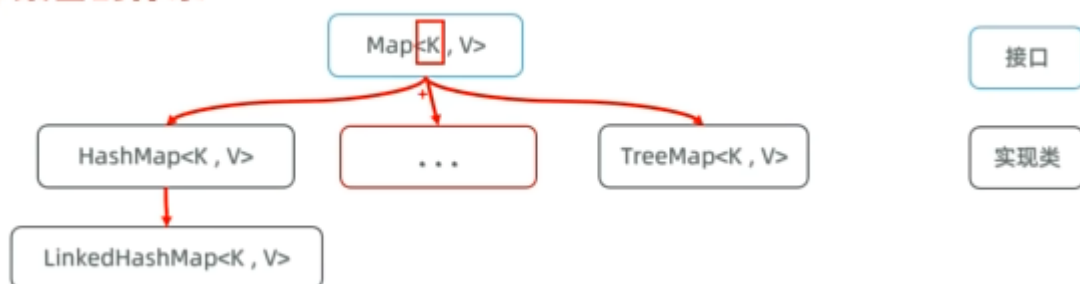 Map<K , V>
接口
HashMap<K , V>
...
TreeMap<K , V>
实现类
LinkedHashMap<K , V>